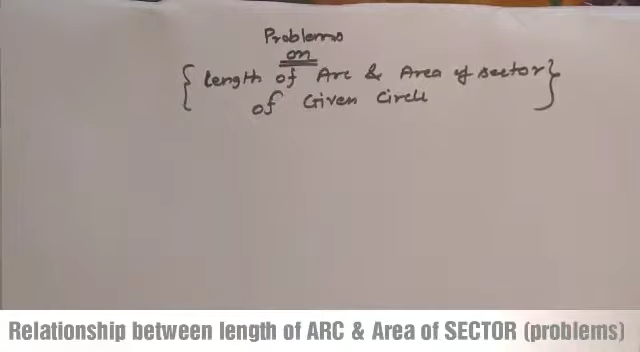 Problems
on
{ Length of Arc & Area of sector }
of Given Circle
Relationship between length of ARC & Area of SECTOR (problems)